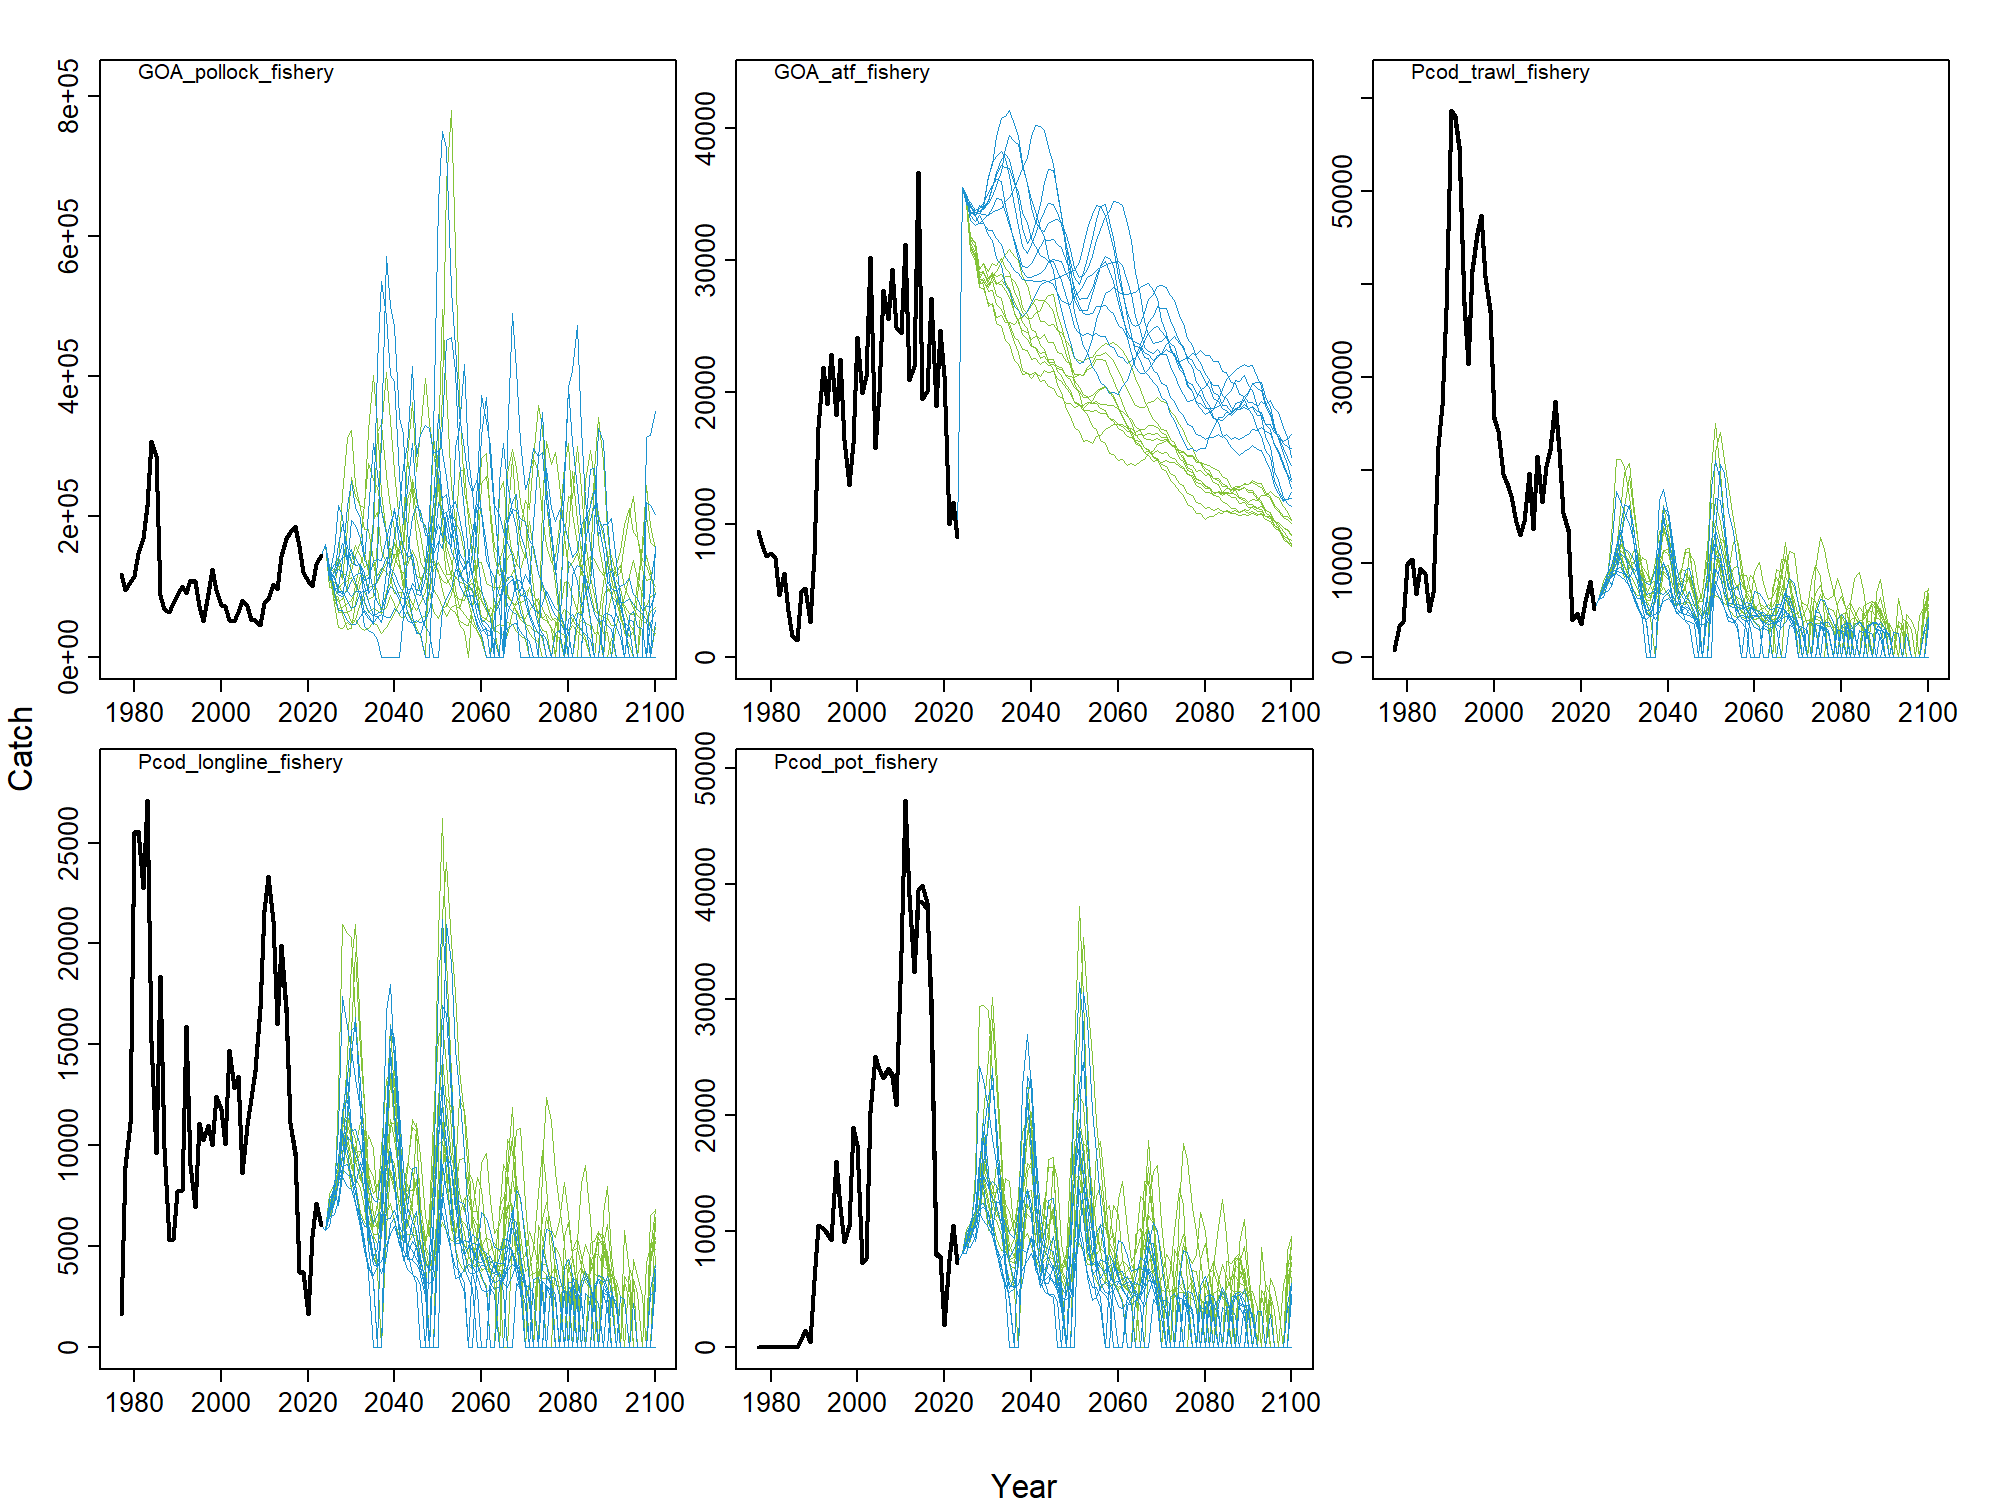 GOA_pollock_fishery
0e+00 2e+05 4e+05 6e+05 8e+05
1980 2000 2020 2040 2060 2080 2100
GOA_atf_fishery
0 10000 20000 30000 40000
1980 2000 2020 2040 2060 2080 2100
Pcod_trawl_fishery
0 10000 30000 50000
1980 2000 2020 2040 2060 2080 2100
Catch
Pcod_longline_fishery
0 5000 10000 15000 20000 25000
1980 2000 2020 2040 2060 2080 2100
Pcod_pot_fishery
0 10000 20000 30000 40000 50000
1980 2000 2020 2040 2060 2080 2100
Year